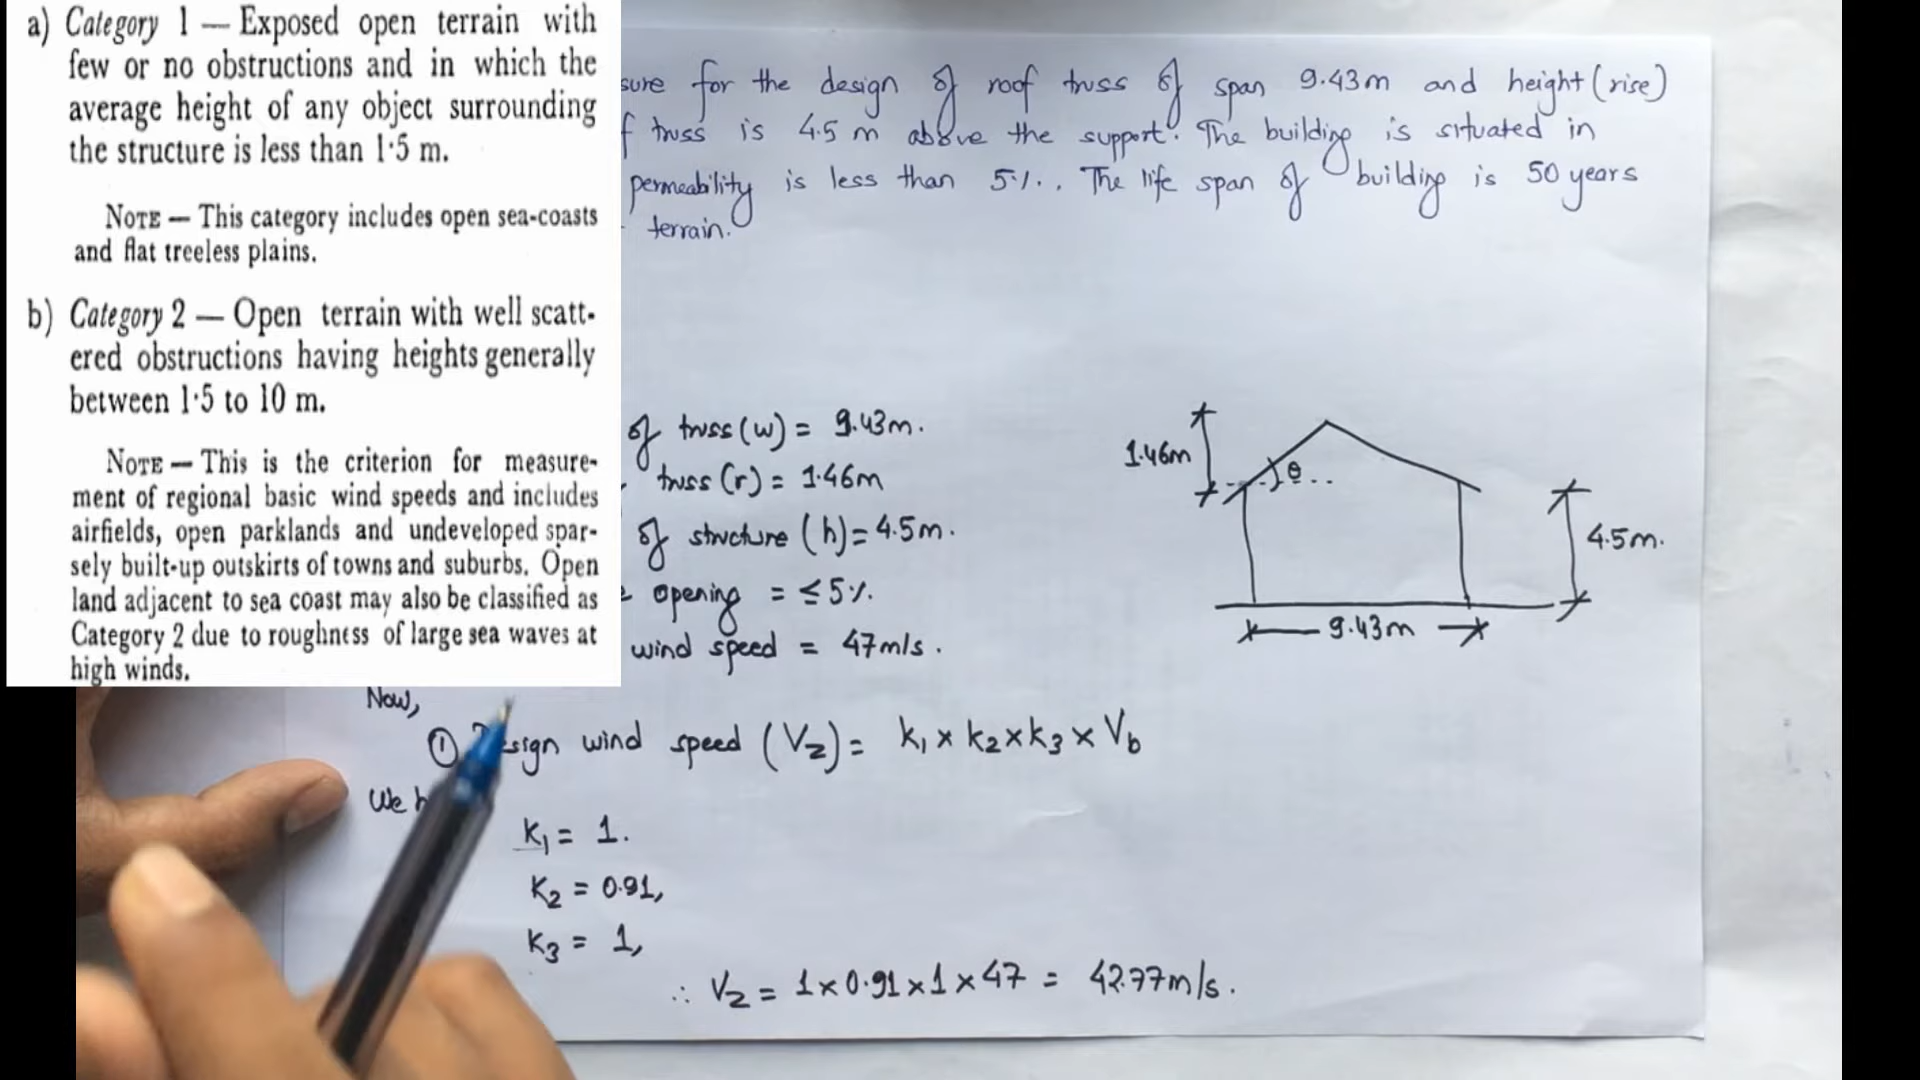 a) Category 1 — Exposed open terrain with
few or no obstructions and in which the
average height of any object surrounding
the structure is less than 1·5 m.
NOTE — This category includes open sea-coasts
and flat treeless plains.
b) Category 2 — Open terrain with well scatt-
ered obstructions having heights generally
between 1·5 to 10 m.
NOTE — This is the criterion for measure-
ment of regional basic wind speeds and includes
airfields, open parklands and undeveloped spar-
sely built-up outskirts of towns and suburbs. Open
land adjacent to sea coast may also be classified as
Category 2 due to roughness of large sea waves at
high winds.
sure for the design of roof truss of span 9.43m and height (rise)
f truss is 4.5 m above the support. The building is situated in
permeability is less than 5%. The life span of building is 50 years
terrain.
of truss (w) = 9.43m.
truss (r) = 1.46m
of structure (h) = 4.5m.
opening = ≤ 5%.
wind speed = 47m/s.
1.46m
θ
4.5m.
9.43m
Now,
① Design wind speed (Vz) = k1 x k2 x k3 x Vb
We h
K1 = 1.
K2 = 0.91,
K3 = 1,
∴ Vz = 1 x 0.91 x 1 x 47 = 42.77m/s.